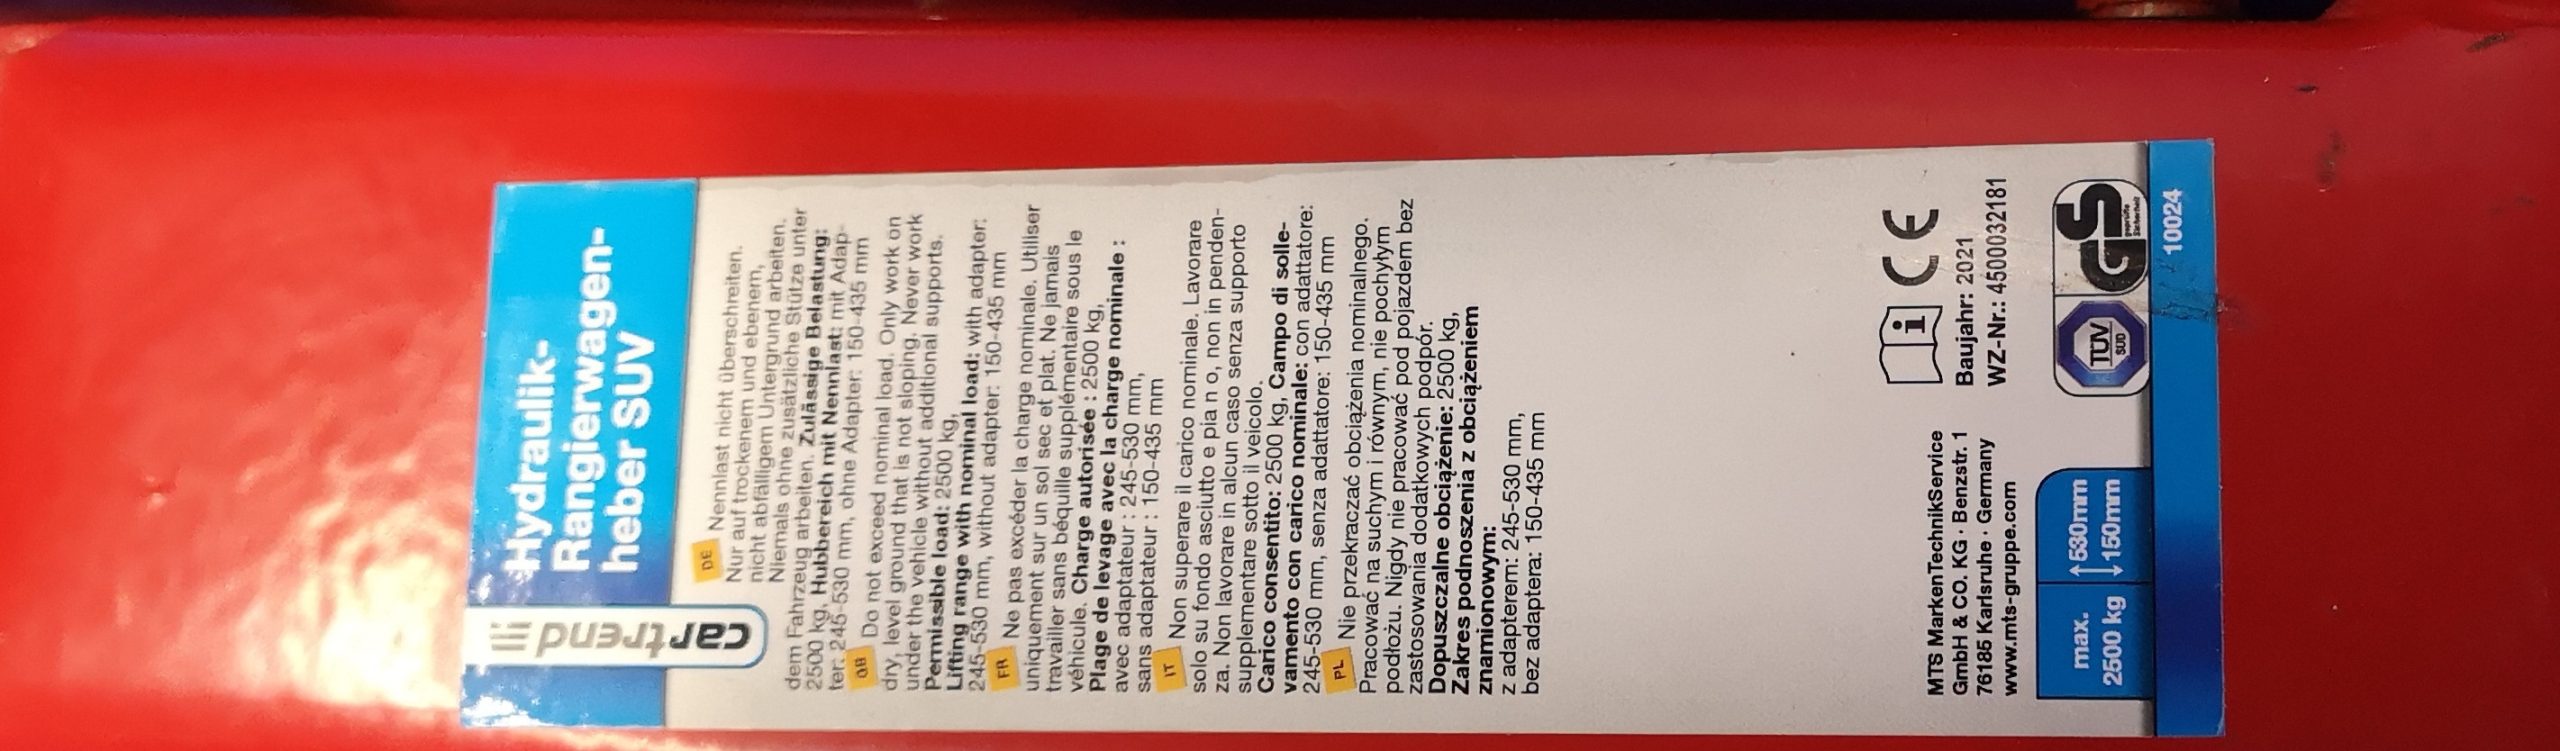 cartrend
Hydraulik-
Rangierwagen-
heber SUV
DE Nennlast nicht überschreiten.
Nur auf trockenem und ebenem,
nicht abfälligem Untergrund arbeiten.
Niemals ohne zusätzliche Stütze unter
dem Fahrzeug arbeiten. Zulässige Belastung:
2500 kg, Hubbereich mit Nennlast: mit Adap-
ter: 245-530 mm, ohne Adapter: 150-435 mm
GB Do not exceed nominal load. Only work on
dry, level ground that is not sloping. Never work
under the vehicle without additional supports.
Permissible load: 2500 kg,
Lifting range with nominal load: with adapter:
245-530 mm, without adapter: 150-435 mm
FR Ne pas excéder la charge nominale. Utiliser
uniquement sur un sol sec et plat. Ne jamais
travailler sans béquille supplémentaire sous le
véhicule. Charge autorisée : 2500 kg,
Plage de levage avec la charge nominale :
avec adaptateur : 245-530 mm,
sans adaptateur : 150-435 mm
IT Non superare il carico nominale. Lavorare
solo su fondo asciutto e pia n o, non in penden-
za. Non lavorare in alcun caso senza supporto
supplementare sotto il veicolo.
Carico consentito: 2500 kg, Campo di solle-
vamento con carico nominale: con adattatore:
245-530 mm, senza adattatore: 150-435 mm
PL Nie przekraczać obciążenia nominalnego.
Pracować na suchym i równym, nie pochyłym
podłożu. Nigdy nie pracować pod pojazdem bez
zastosowania dodatkowych podpór.
Dopuszczalne obciążenie: 2500 kg,
Zakres podnoszenia z obciążeniem
znamionowym:
z adapterem: 245-530 mm,
bez adaptera: 150-435 mm
i CE
MTS MarkenTechnikService
GmbH & CO. KG · Benzstr. 1
76185 Karlsruhe · Germany
www.mts-gruppe.com
Baujahr: 2021
WZ-Nr.: 4500032181
max.
2500 kg
↑530mm
↓150mm
TÜV
SÜD
GS
geprüfte
Sicherheit
10024